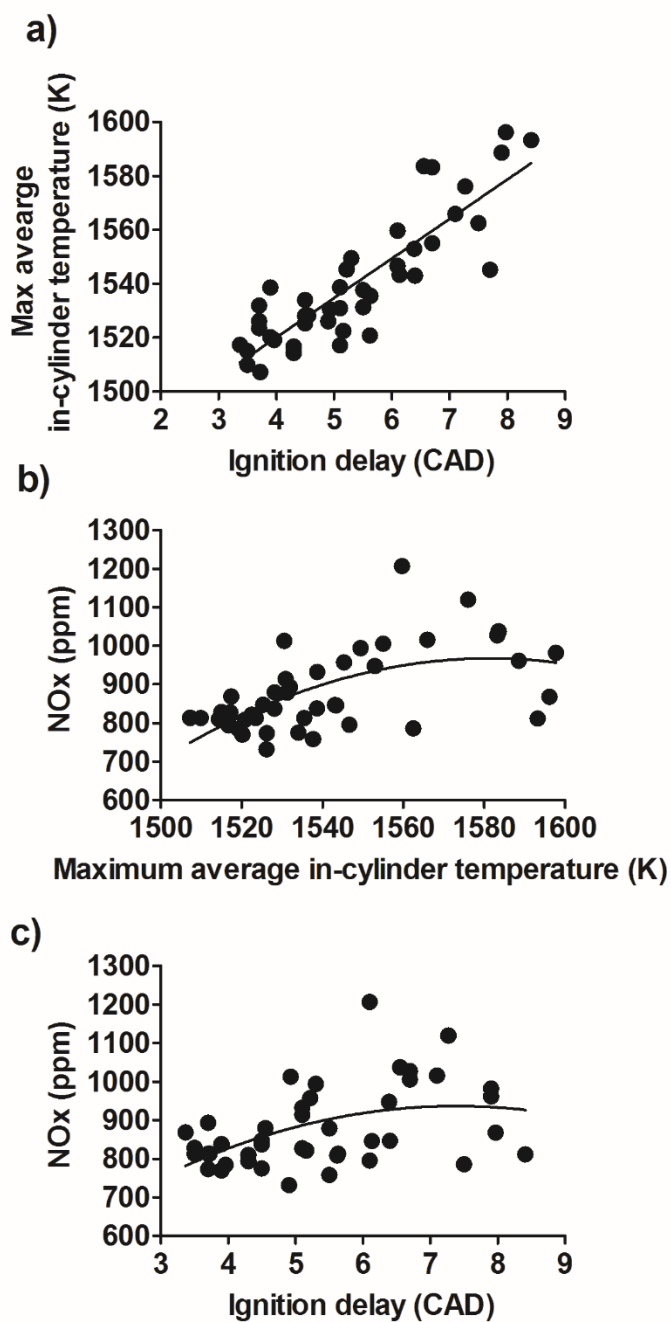 a)
Max avearge
in-cylinder temperature (K)
1600
1580
1560
1540
1520
1500
2 3 4 5 6 7 8 9
Ignition delay (CAD)
b)
NOx (ppm)
1300
1200
1100
1000
900
800
700
600
1500 1520 1540 1560 1580 1600
Maximum average in-cylinder temperature (K)
c)
NOx (ppm)
1300
1200
1100
1000
900
800
700
600
3 4 5 6 7 8 9
Ignition delay (CAD)